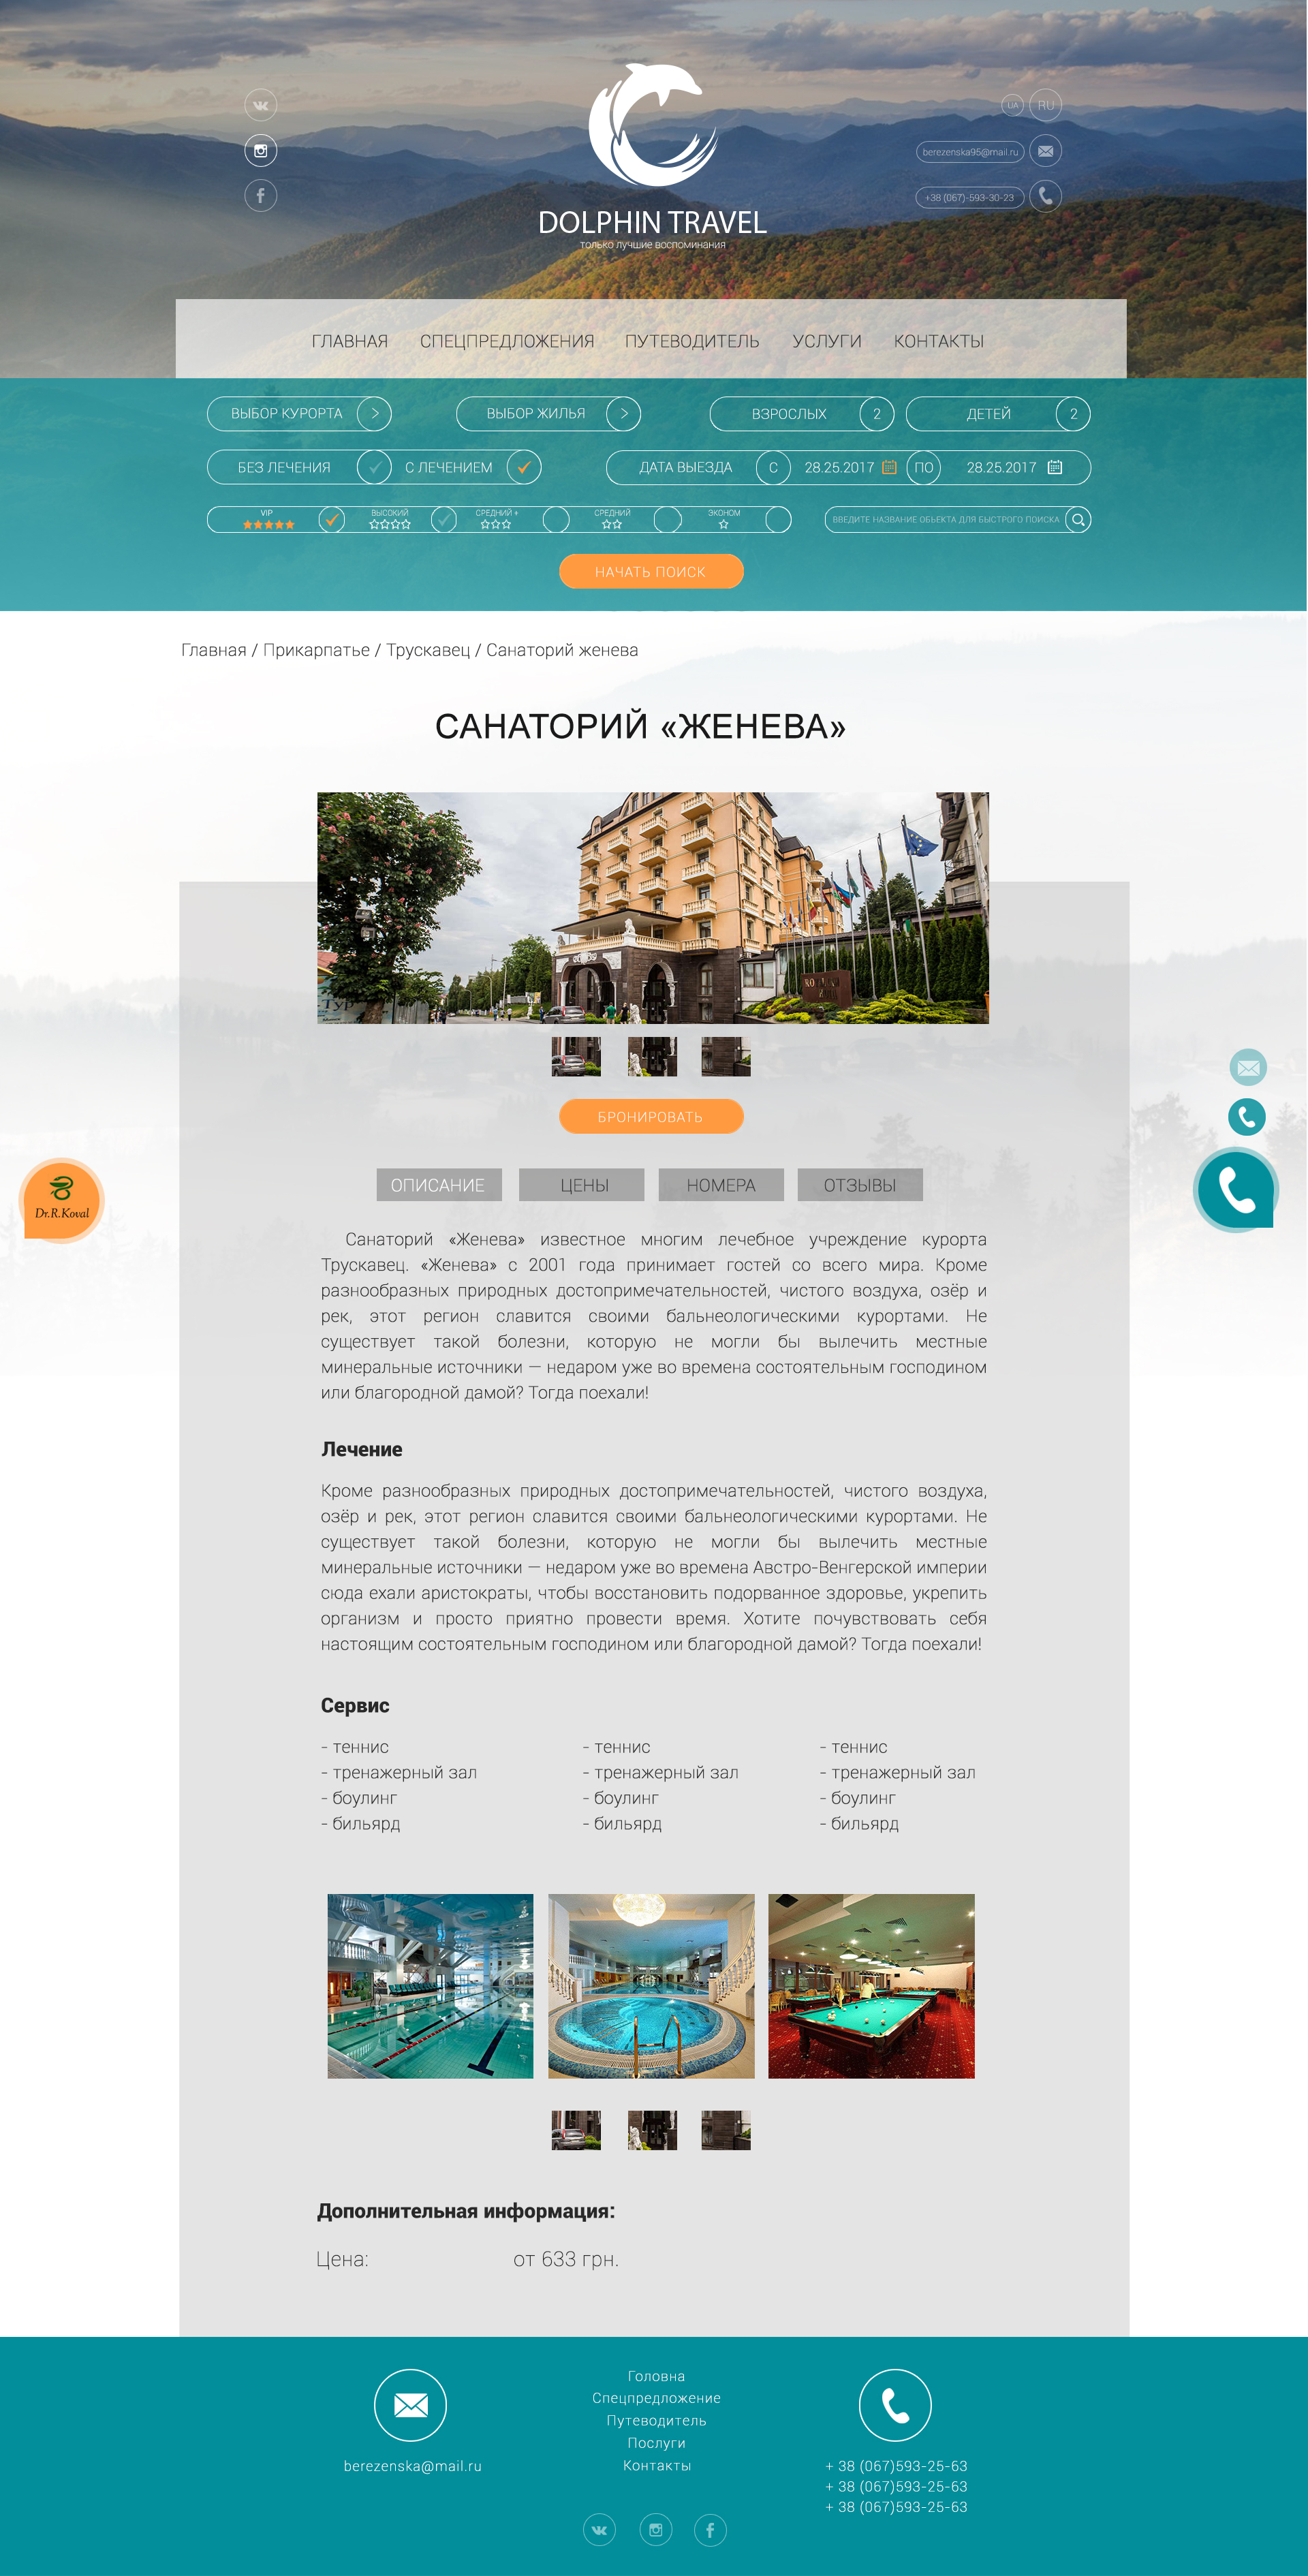 UA RU
berezenska95@mail.ru
+38 (067)-593-30-23
DOLPHIN TRAVEL
только лучшие воспоминания
ГЛАВНАЯ СПЕЦПРЕДЛОЖЕНИЯ ПУТЕВОДИТЕЛЬ УСЛУГИ КОНТАКТЫ
ВЫБОР КУРОРТА > ВЫБОР ЖИЛЬЯ > ВЗРОСЛЫХ 2 ДЕТЕЙ 2
БЕЗ ЛЕЧЕНИЯ С ЛЕЧЕНИЕМ ДАТА ВЫЕЗДА С 28.25.2017 ПО 28.25.2017
VIP ВЫСОКИЙ СРЕДНИЙ + СРЕДНИЙ ЭКОНОМ
ВВЕДИТЕ НАЗВАНИЕ ОБЬЕКТА ДЛЯ БЫСТРОГО ПОИСКА
НАЧАТЬ ПОИСК
Главная / Прикарпатье / Трускавец / Санаторий женева
САНАТОРИЙ «ЖЕНЕВА»
-ТУР
БРОНИРОВАТЬ
Dr.R.Koval
ОПИСАНИЕ ЦЕНЫ НОМЕРА ОТЗЫВЫ
Санаторий «Женева» известное многим лечебное учреждение курорта
Трускавец. «Женева» с 2001 года принимает гостей со всего мира. Кроме
разнообразных природных достопримечательностей, чистого воздуха, озёр и
рек, этот регион славится своими бальнеологическими курортами. Не
существует такой болезни, которую не могли бы вылечить местные
минеральные источники — недаром уже во времена состоятельным господином
или благородной дамой? Тогда поехали!
Лечение
Кроме разнообразных природных достопримечательностей, чистого воздуха,
озёр и рек, этот регион славится своими бальнеологическими курортами. Не
существует такой болезни, которую не могли бы вылечить местные
минеральные источники — недаром уже во времена Австро-Венгерской империи
сюда ехали аристократы, чтобы восстановить подорванное здоровье, укрепить
организм и просто приятно провести время. Хотите почувствовать себя
настоящим состоятельным господином или благородной дамой? Тогда поехали!
Сервис
- теннис
- тренажерный зал
- боулинг
- бильярд
- теннис
- тренажерный зал
- боулинг
- бильярд
- теннис
- тренажерный зал
- боулинг
- бильярд
Дополнительная информация:
Цена: от 633 грн.
berezenska@mail.ru
Головна
Спецпредложение
Путеводитель
Послуги
Контакты
+ 38 (067)593-25-63
+ 38 (067)593-25-63
+ 38 (067)593-25-63